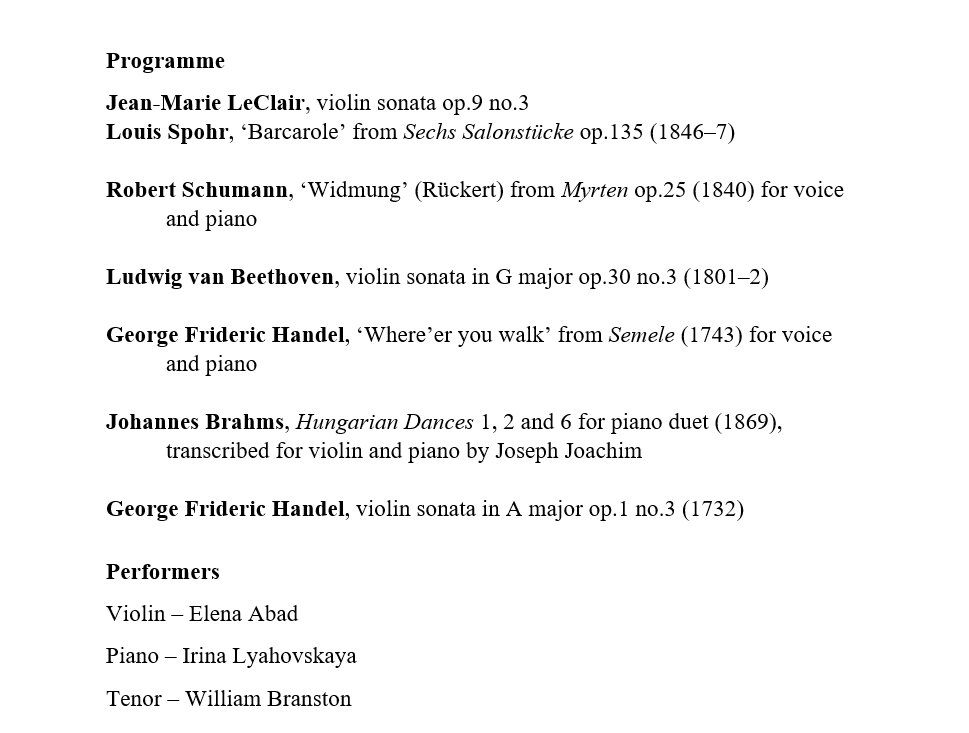 Programme
Jean-Marie LeClair, violin sonata op.9 no.3
Louis Spohr, ‘Barcarole’ from Sechs Salonstücke op.135 (1846–7)
Robert Schumann, ‘Widmung’ (Rückert) from Myrten op.25 (1840) for voice
and piano
Ludwig van Beethoven, violin sonata in G major op.30 no.3 (1801–2)
George Frideric Handel, ‘Where’er you walk’ from Semele (1743) for voice
and piano
Johannes Brahms, Hungarian Dances 1, 2 and 6 for piano duet (1869),
transcribed for violin and piano by Joseph Joachim
George Frideric Handel, violin sonata in A major op.1 no.3 (1732)
Performers
Violin – Elena Abad
Piano – Irina Lyahovskaya
Tenor – William Branston